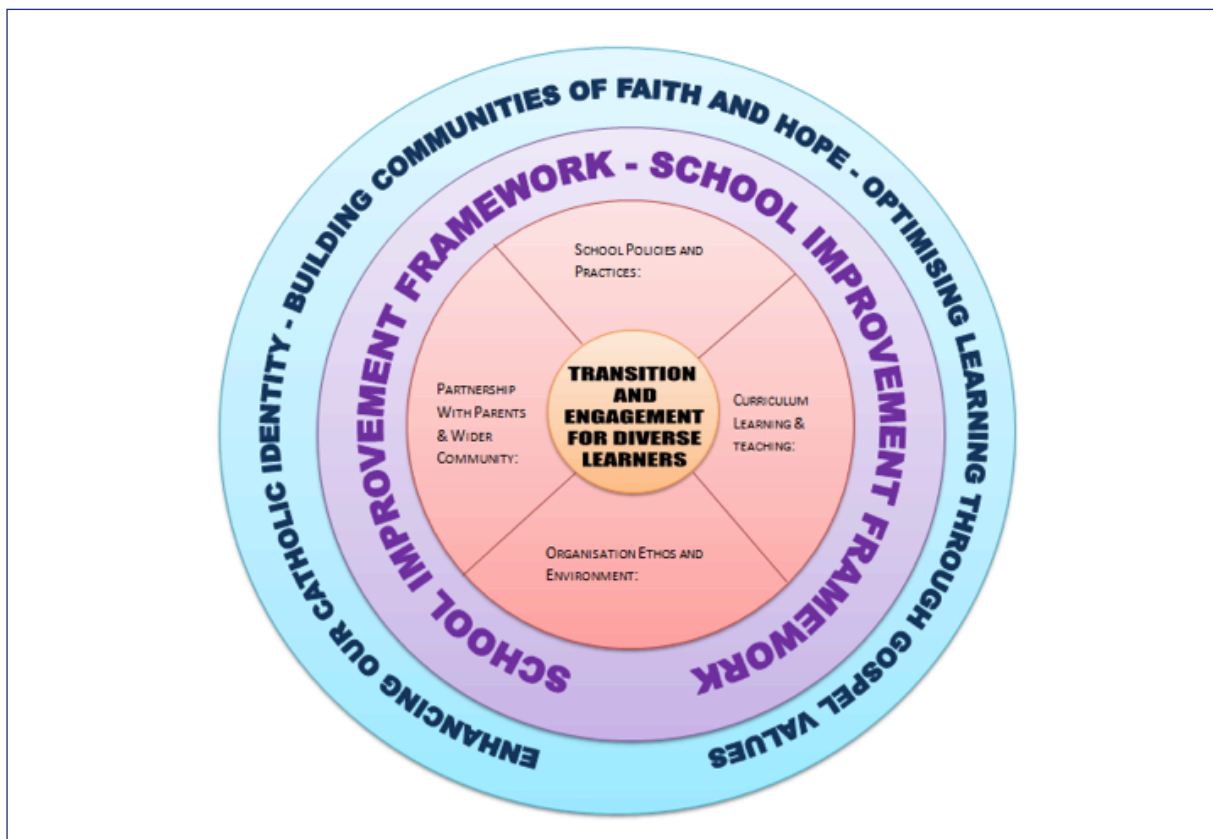 ENHANCING OUR CATHOLIC IDENTITY - BUILDING COMMUNITIES OF FAITH AND HOPE - OPTIMISING LEARNING THROUGH GOSPEL VALUES
SCHOOL IMPROVEMENT FRAMEWORK - SCHOOL IMPROVEMENT FRAMEWORK
SCHOOL POLICIES AND
PRACTICES:
PARTNERSHIP
WITH PARENTS
& WIDER
COMMUNITY:
TRANSITION
AND
ENGAGEMENT
FOR DIVERSE
LEARNERS
CURRICULUM
LEARNING &
TEACHING:
ORGANISATION ETHOS AND
ENVIRONMENT: